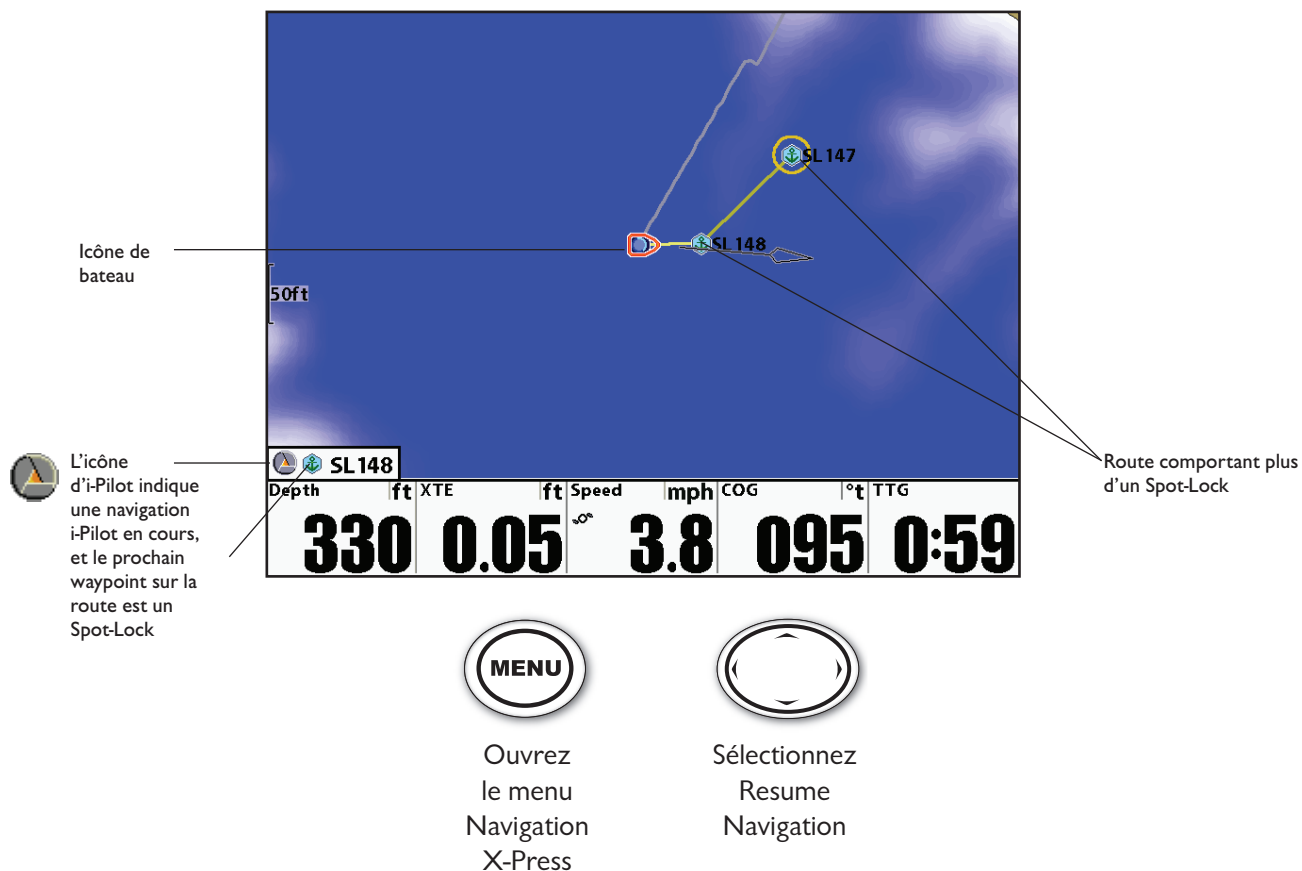 SL 147
Icône de
bateau
SL 148
50ft
L'icône
d'i-Pilot indique
une navigation
i-Pilot en cours,
et le prochain
waypoint sur la
route est un
Spot-Lock
SL 148
Route comportant plus
d'un Spot-Lock
Depth ft XTE ft Speed mph COG °t TTG
330 0.05 3.8 095 0:59
MENU
Ouvrez
le menu
Navigation
X-Press
Sélectionnez
Resume
Navigation